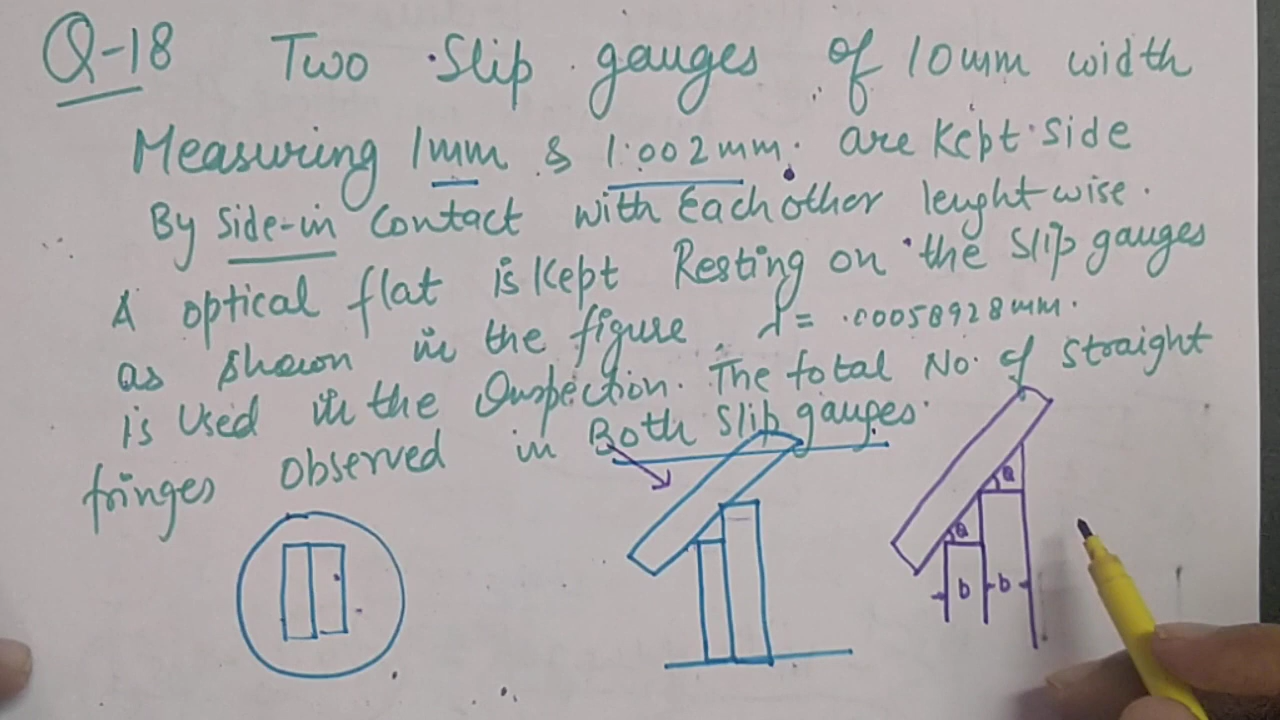 Q-18 Two Slip gauges of 10mm width
Measuring 1mm & 1.002mm. are Kept Side
By Side-in Contact with Each other lenght wise.
A optical flat is Kept Resting on the Slip gauges
as Shown in the figure. λ = .00058928mm.
is Used in the Inspection. The total No. of Straight
fringes observed in Both Slip gauges.
θ
θ
b b